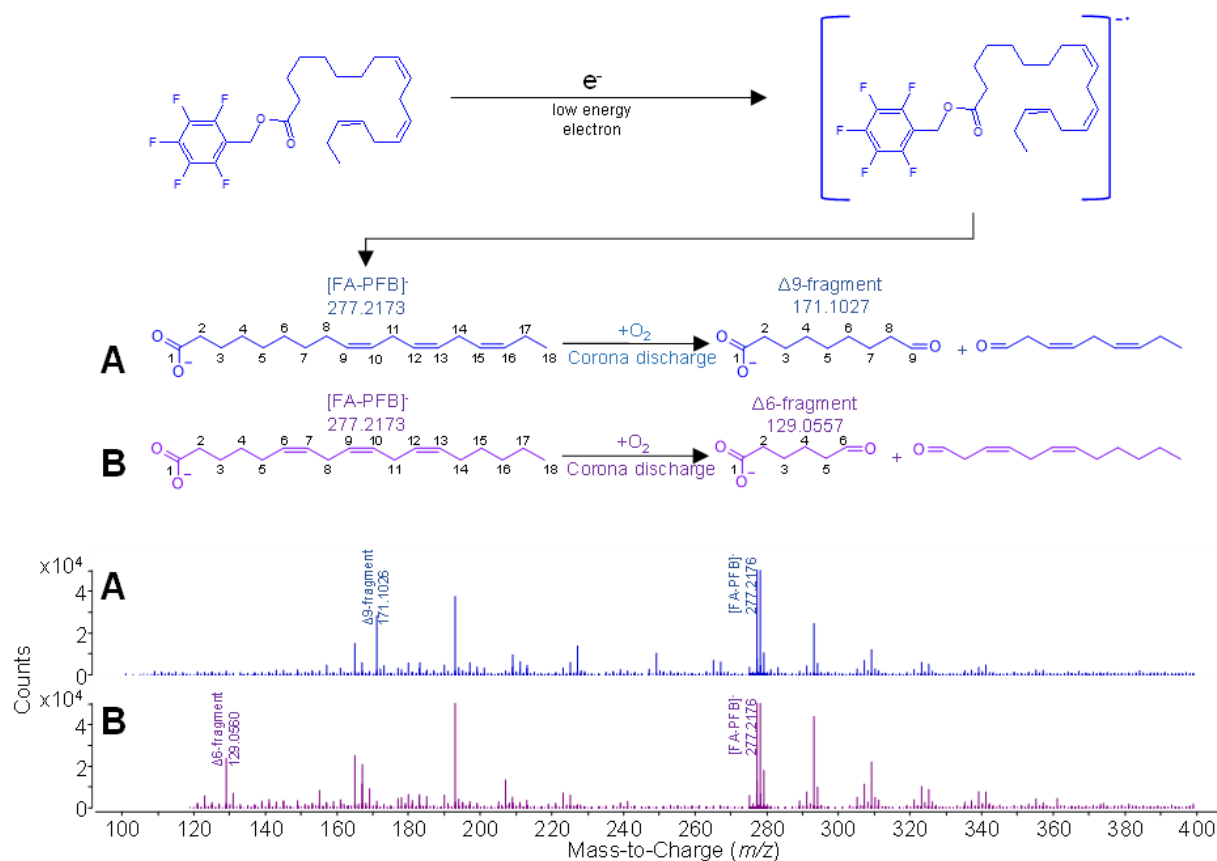 F
F
F
F
F
O
O
e-
low energy
electron
-•
F
F
F
F
F
O
O
[FA-PFB]-
277.2173
Δ9-fragment
171.1027
A
O
O
-
1 2 3 4 5 6 7 8 9 10 11 12 13 14 15 16 17 18
+O2
Corona discharge
O
O
-
1 2 3 4 5 6 7 8 9
O
+
O
[FA-PFB]-
277.2173
Δ6-fragment
129.0557
B
O
O
-
1 2 3 4 5 6 7 8 9 10 11 12 13 14 15 16 17 18
+O2
Corona discharge
O
O
-
1 2 3 4 5 6
O
+
O
x10^4
A
4
2
0
Δ9-fragment
171.1026
[FA-PFB]-
277.2176
Counts
x10^4
B
4
2
0
Δ6-fragment
129.0560
[FA-PFB]-
277.2176
100 120 140 160 180 200 220 240 260 280 300 320 340 360 380 400
Mass-to-Charge (m/z)